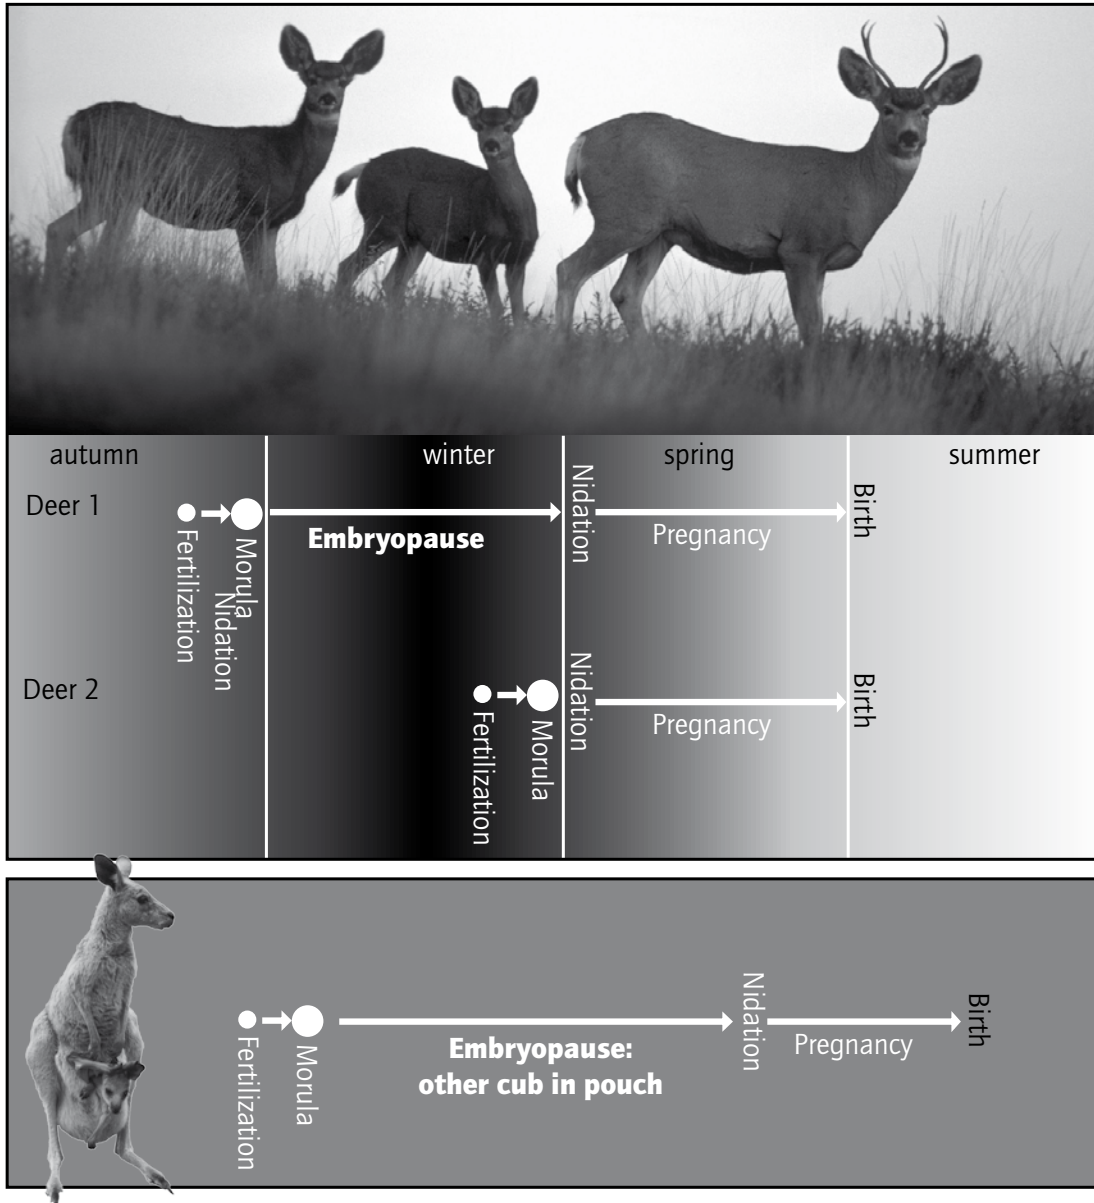 autumn
winter
spring
summer
Deer 1
Fertilization
Morula
Nidation
Embryopause
Nidation
Pregnancy
Birth
Deer 2
Fertilization
Morula
Nidation
Pregnancy
Birth
Fertilization
Morula
Embryopause:
other cub in pouch
Nidation
Pregnancy
Birth